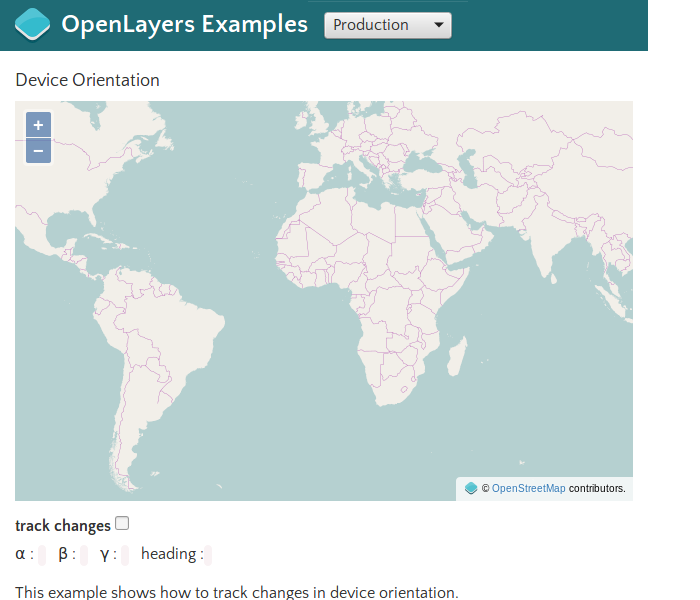 OpenLayers Examples
Production
Device Orientation
+
−
© OpenStreetMap contributors.
track changes
α : β : γ : heading :
This example shows how to track changes in device orientation.